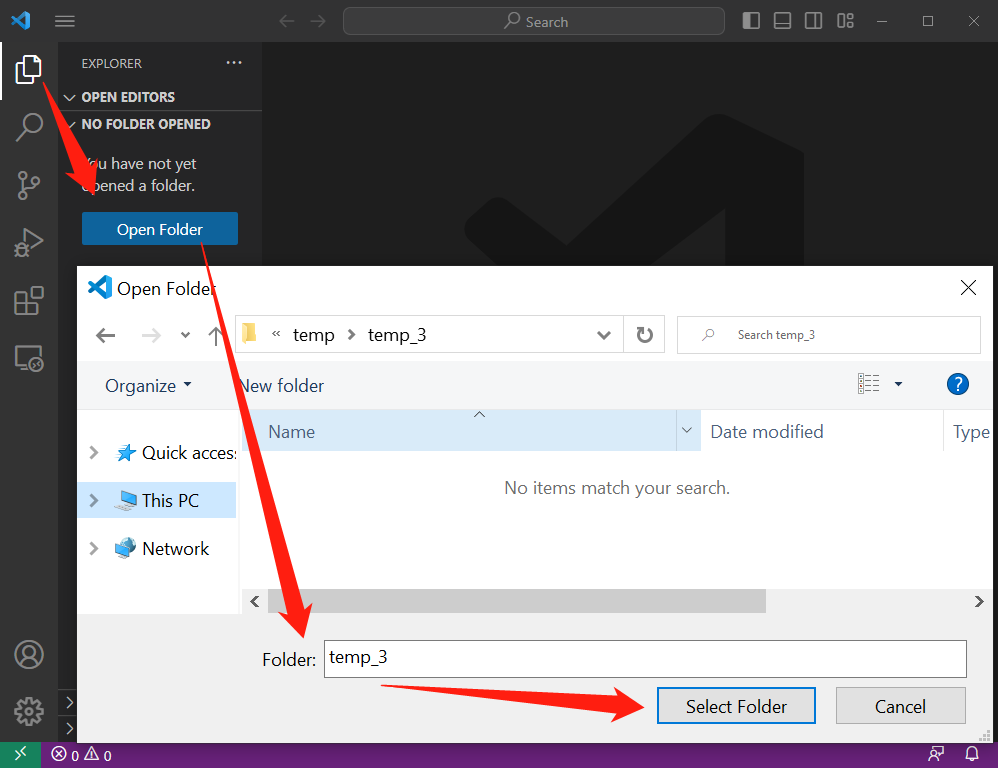 Search
EXPLORER
OPEN EDITORS
NO FOLDER OPENED
You have not yet
opened a folder.
Open Folder
Open Folder
« temp > temp_3
Search temp_3
Organize
New folder
?
Name
Date modified
Type
Quick access
No items match your search.
This PC
Network
Folder: temp_3
Select Folder
Cancel
0 0